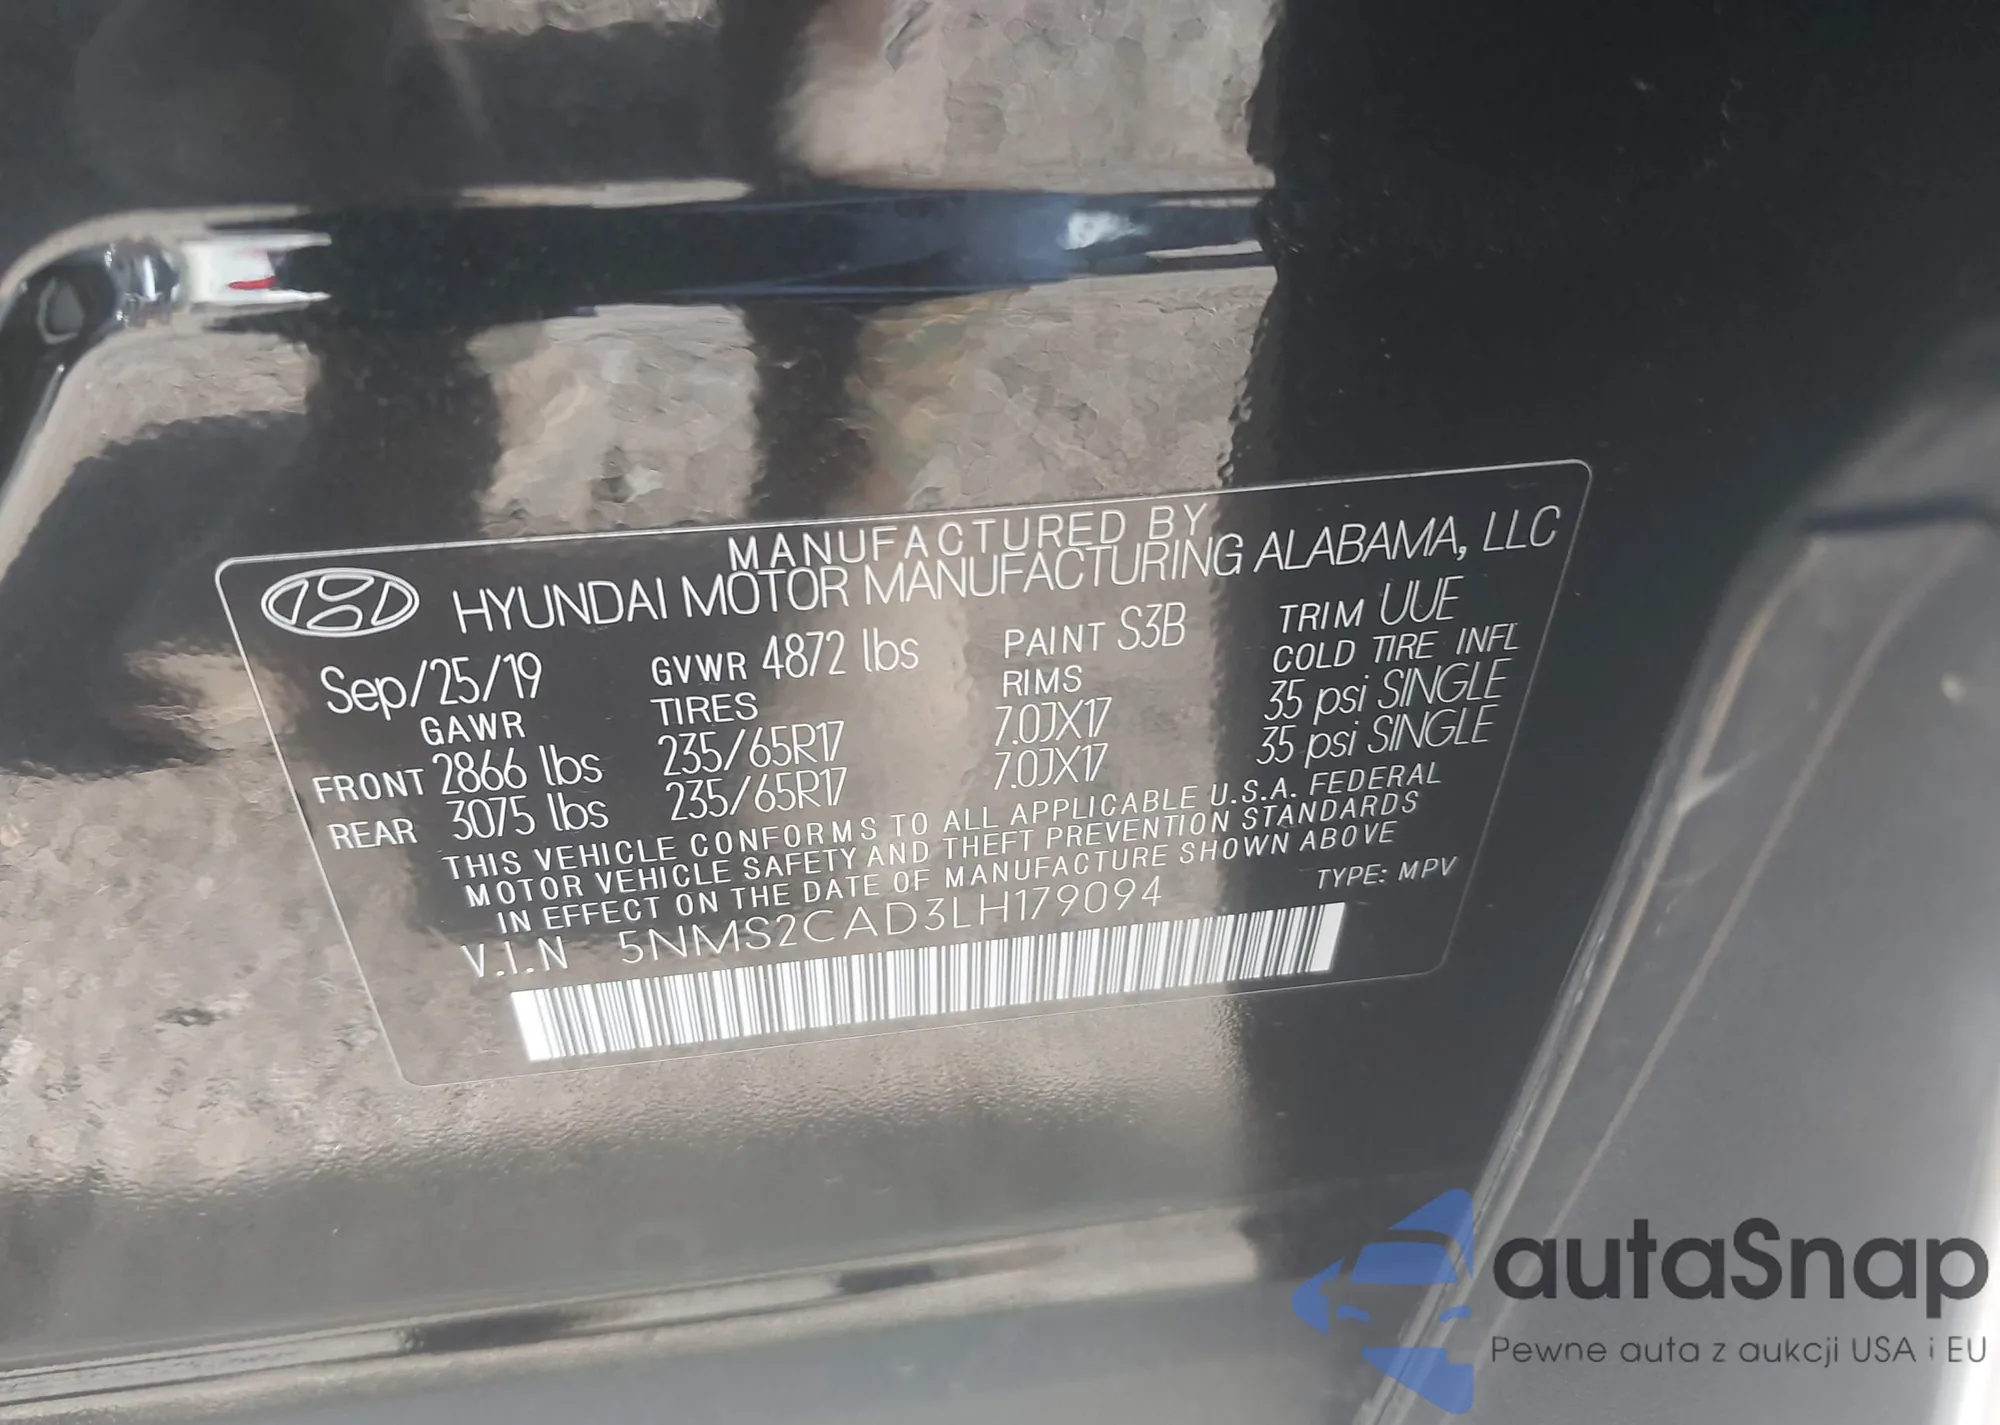 MANUFACTURED BY
HYUNDAI MOTOR MANUFACTURING ALABAMA, LLC
Sep/25/19 GVWR 4872 lbs PAINT S3B TRIM UUE
GAWR TIRES RIMS COLD TIRE INFL
FRONT 2866 lbs 235/65R17 7.0JX17 35 psi SINGLE
REAR 3075 lbs 235/65R17 7.0JX17 35 psi SINGLE
THIS VEHICLE CONFORMS TO ALL APPLICABLE U.S.A. FEDERAL
MOTOR VEHICLE SAFETY AND THEFT PREVENTION STANDARDS
IN EFFECT ON THE DATE OF MANUFACTURE SHOWN ABOVE
V.I.N 5NMS2CAD3LH179094 TYPE: MPV
autaSnap
Pewne auta z aukcji USA i EU